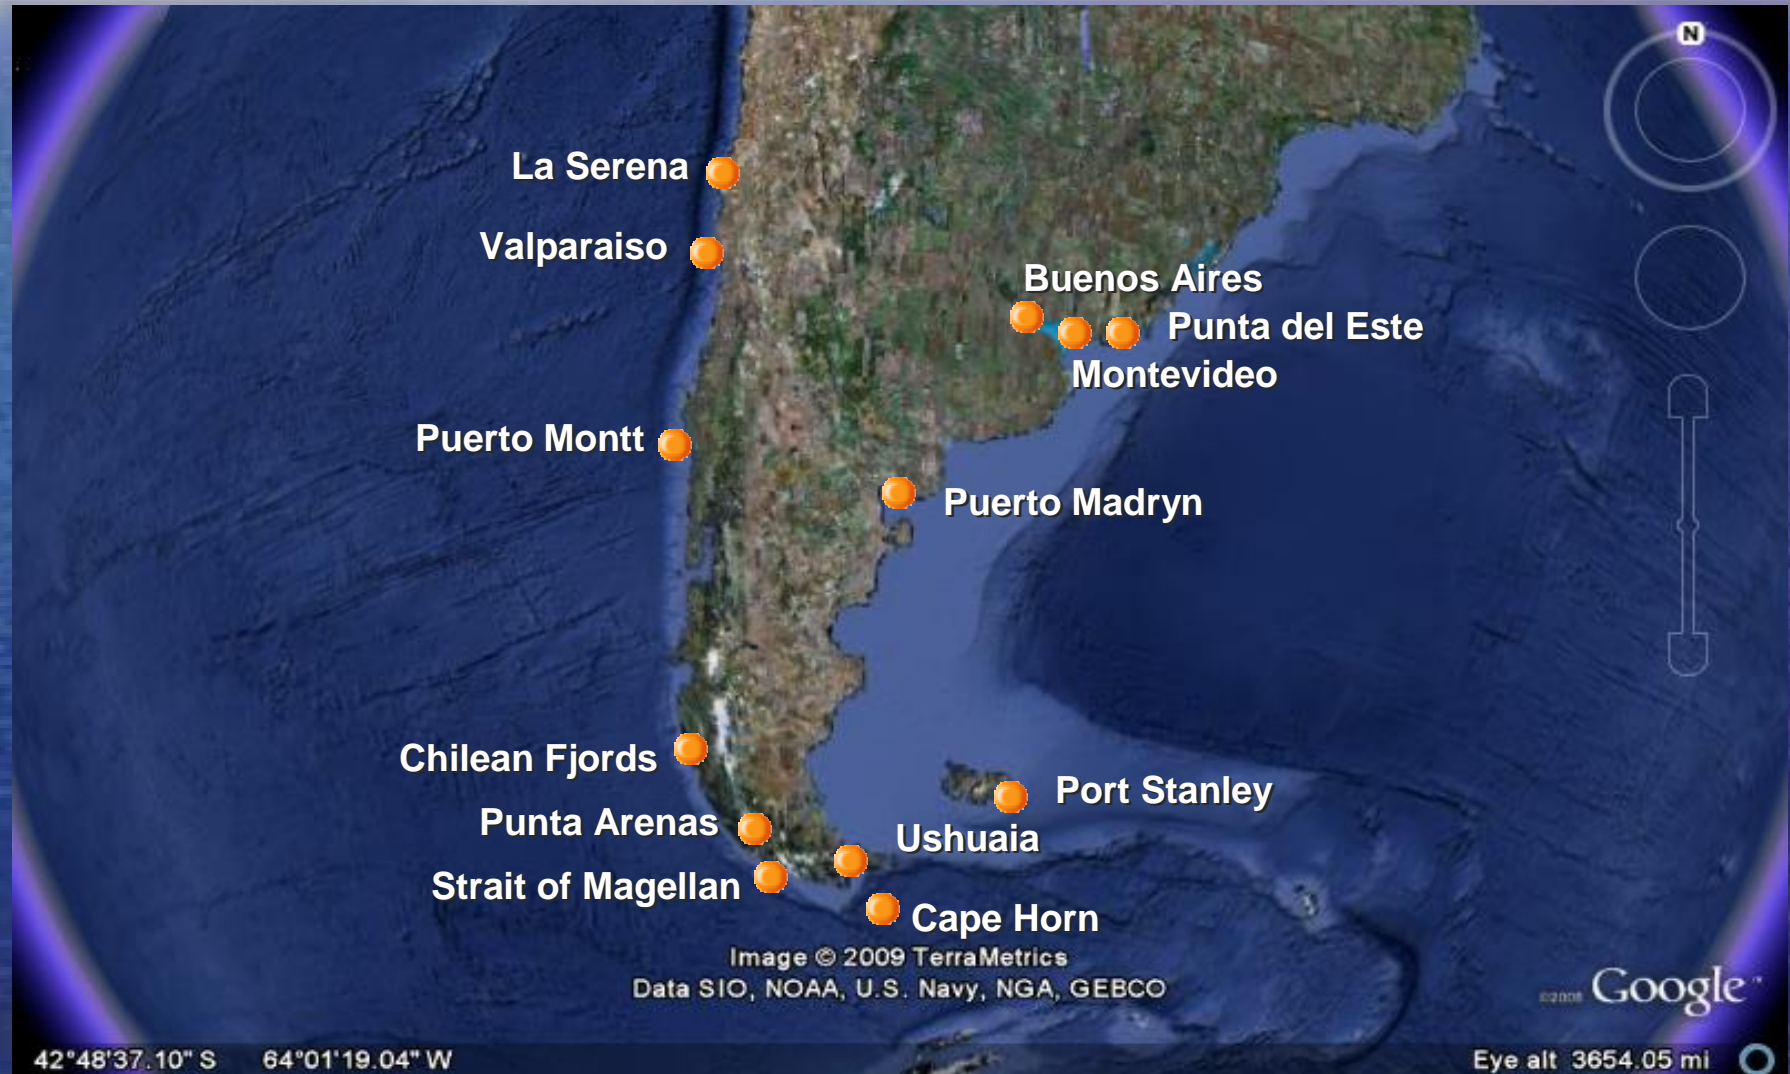 N
La Serena
Valparaiso
Buenos Aires
Punta del Este
Montevideo
Puerto Montt
Puerto Madryn
Chilean Fjords
Port Stanley
Punta Arenas
Ushuaia
Strait of Magellan
Cape Horn
Image © 2009 TerraMetrics
Data SIO, NOAA, U.S. Navy, NGA, GEBCO
Google™
42°48'37.10" S 64°01'19.04" W
Eye alt 3654.05 mi